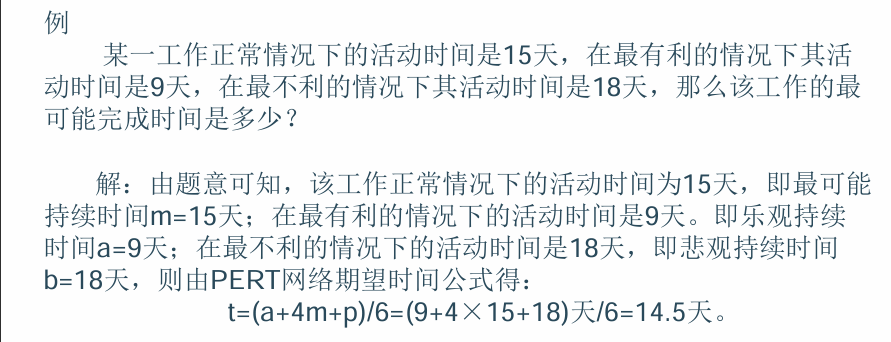 例
某一工作正常情况下的活动时间是15天，在最有利的情况下其活
动时间是9天，在最不利的情况下其活动时间是18天，那么该工作的最
可能完成时间是多少？
解：由题意可知，该工作正常情况下的活动时间为15天，即最可能
持续时间m=15天；在最有利的情况下的活动时间是9天。即乐观持续
时间a=9天；在最不利的情况下的活动时间是18天，即悲观持续时间
b=18天，则由PERT网络期望时间公式得：
t=(a+4m+p)/6=(9+4×15+18)天/6=14.5天。